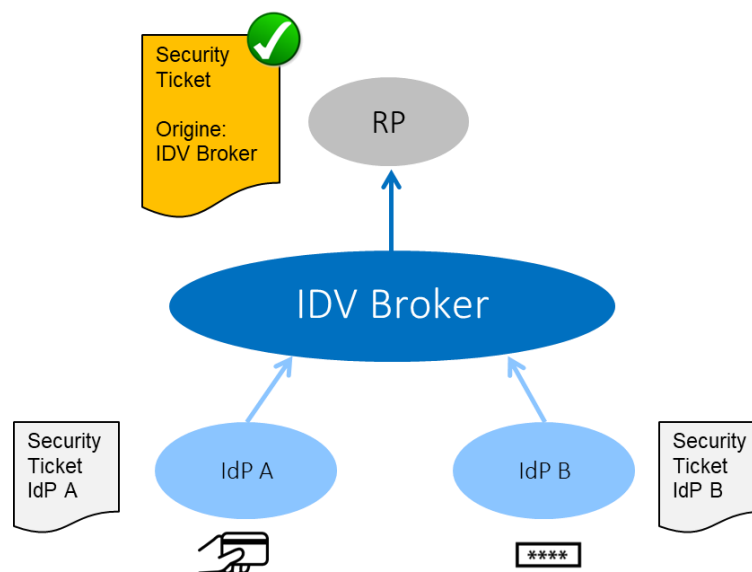 Security
Ticket
Origine:
IDV Broker
RP
IDV Broker
Security
Ticket
IdP A
IdP A
IdP B
Security
Ticket
IdP B
****